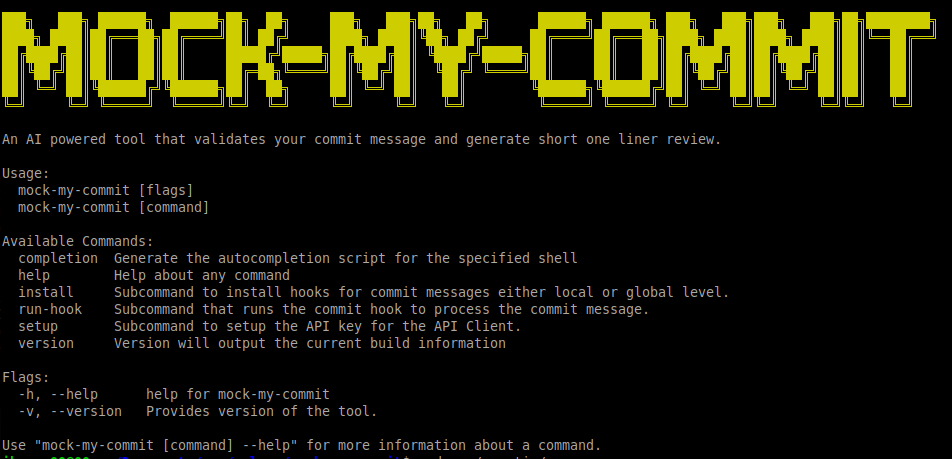 MOCK-MY-COMMIT
An AI powered tool that validates your commit message and generate short one liner review.
Usage:
mock-my-commit [flags]
mock-my-commit [command]
Available Commands:
completion Generate the autocompletion script for the specified shell
help Help about any command
install Subcommand to install hooks for commit messages either local or global level.
run-hook Subcommand that runs the commit hook to process the commit message.
setup Subcommand to setup the API key for the API Client.
version Version will output the current build information
Flags:
-h, --help help for mock-my-commit
-v, --version Provides version of the tool.
Use "mock-my-commit [command] --help" for more information about a command.